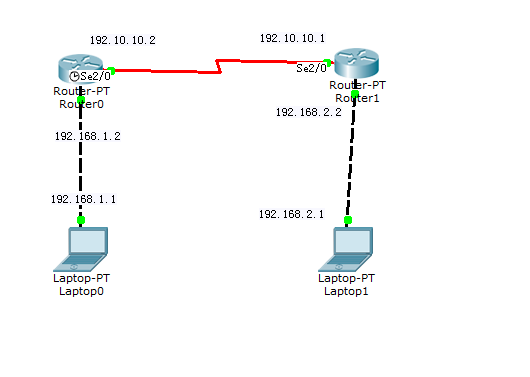 192.10.10.2
192.10.10.1
Se2/0
Se2/0
Router-PT
Router0
Router-PT
Router1
192.168.2.2
192.168.1.2
192.168.1.1
192.168.2.1
Laptop-PT
Laptop0
Laptop-PT
Laptop1